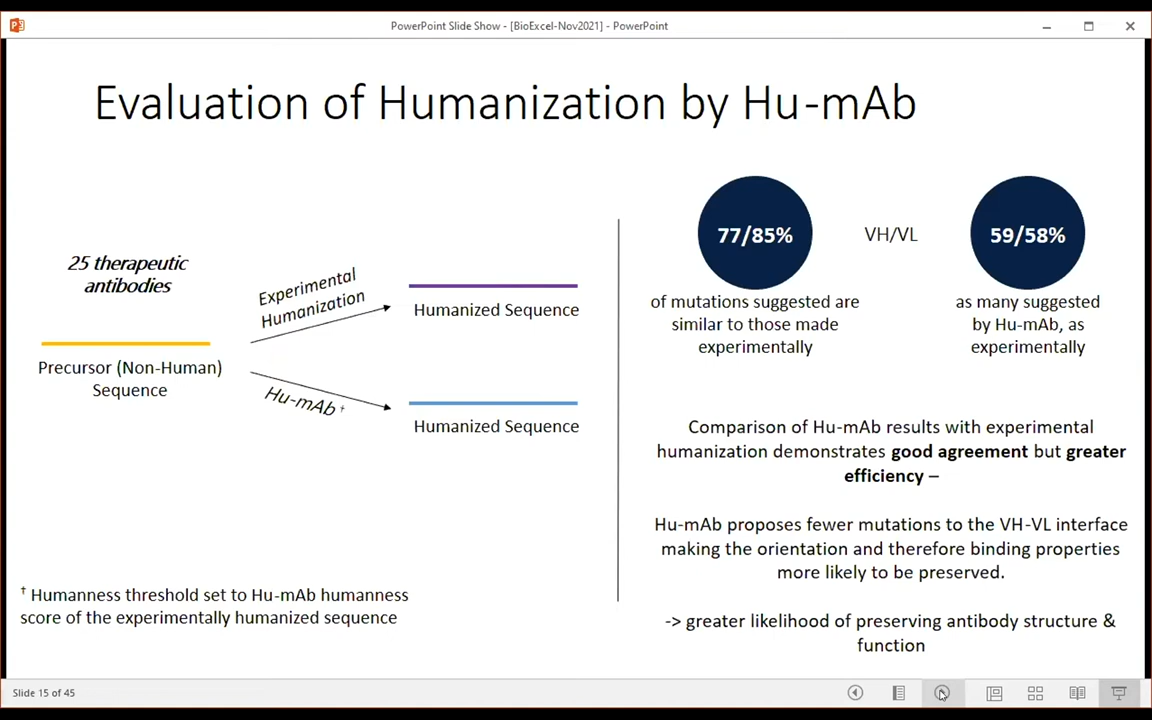 PowerPoint Slide Show - [BioExcel-Nov2021] - PowerPoint
Evaluation of Humanization by Hu-mAb
25 therapeutic
antibodies
Precursor (Non-Human)
Sequence
Experimental
Humanization
Humanized Sequence
Hu-mAb †
Humanized Sequence
† Humanness threshold set to Hu-mAb humanness
score of the experimentally humanized sequence
77/85%
VH/VL
59/58%
of mutations suggested are
similar to those made
experimentally
as many suggested
by Hu-mAb, as
experimentally
Comparison of Hu-mAb results with experimental
humanization demonstrates good agreement but greater
efficiency –
Hu-mAb proposes fewer mutations to the VH-VL interface
making the orientation and therefore binding properties
more likely to be preserved.
-> greater likelihood of preserving antibody structure &
function
Slide 15 of 45